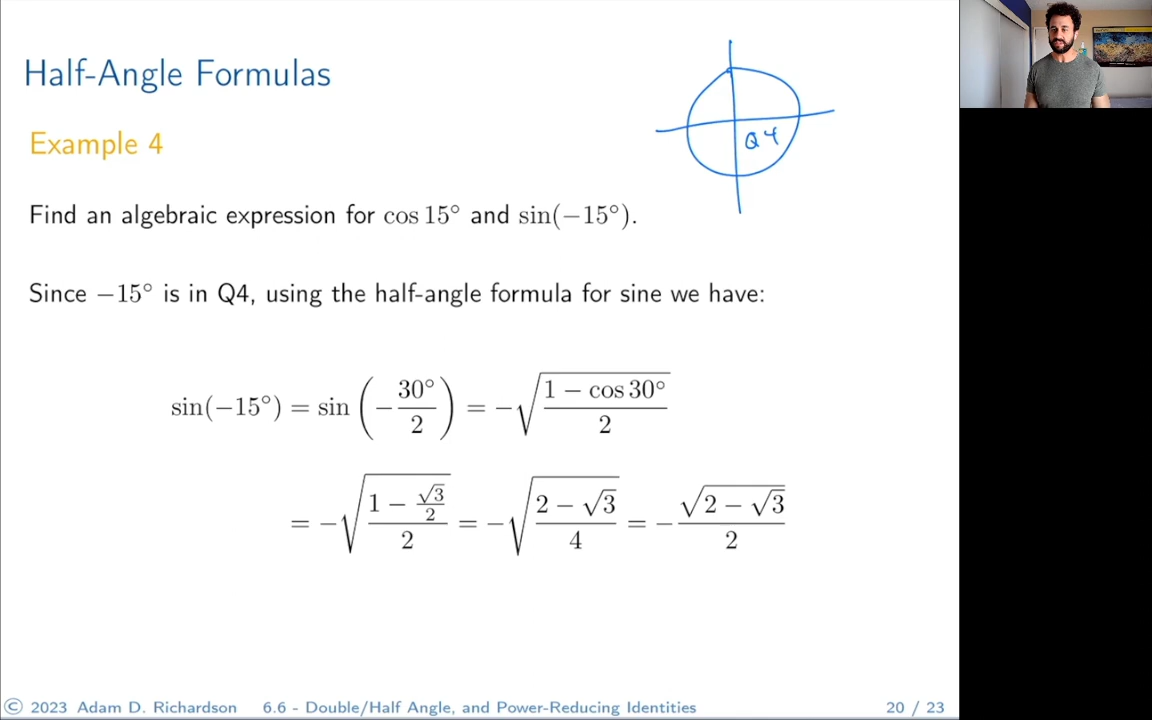 Half-Angle Formulas
Example 4
Q4
Find an algebraic expression for cos 15° and sin(−15°).
Since −15° is in Q4, using the half-angle formula for sine we have:
sin(−15°) = sin (−30°/2) = −√((1 − cos 30°)/2)
= −√((1 − √3/2)/2) = −√((2 − √3)/4) = −√(2 − √3)/2
© 2023 Adam D. Richardson 6.6 - Double/Half Angle, and Power-Reducing Identities 20 / 23